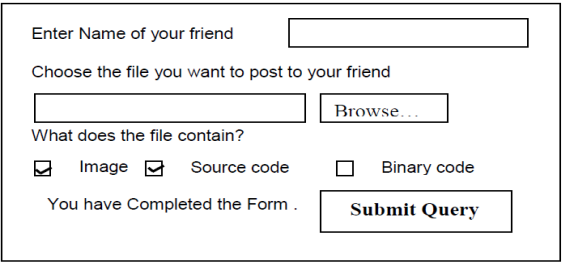 Enter Name of your friend
Choose the file you want to post to your friend
Browse...
What does the file contain?
Image Source code Binary code
You have Completed the Form .
Submit Query